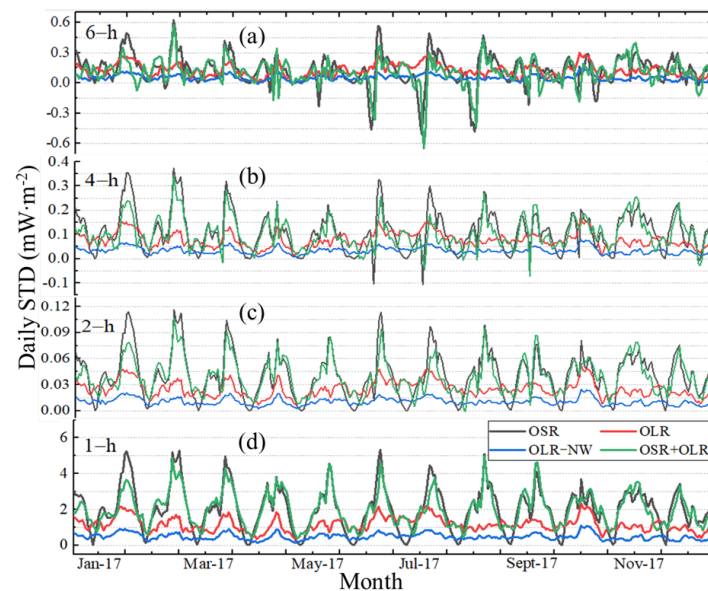 6–h
(a)
0.6
0.3
0.0
-0.3
-0.6
4–h
(b)
0.4
0.3
0.2
0.1
0.0
-0.1
2–h
(c)
0.12
0.09
0.06
0.03
0.00
1–h
(d)
6
4
2
0
OSR OLR
OLR−NW OSR+OLR
Daily STD (mW·m⁻²)
Jan-17 Mar-17 May-17 Jul-17 Sept-17 Nov-17
Month